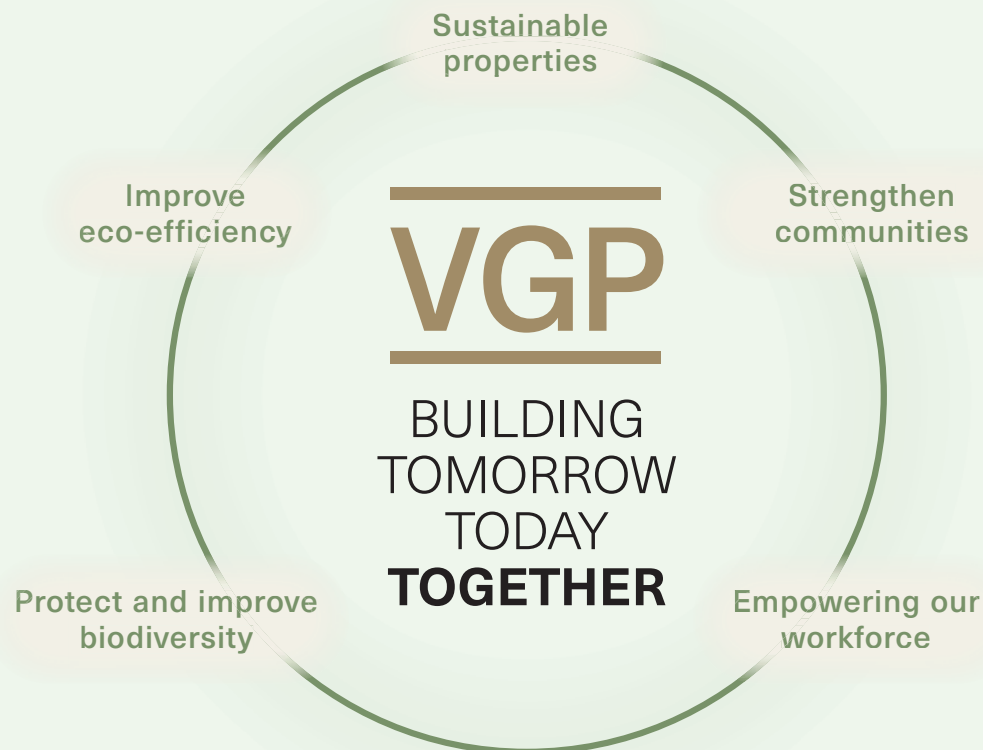 Sustainable
properties
Improve
eco-efficiency
Strengthen
communities
VGP
BUILDING
TOMORROW
TODAY
TOGETHER
Protect and improve
biodiversity
Empowering our
workforce